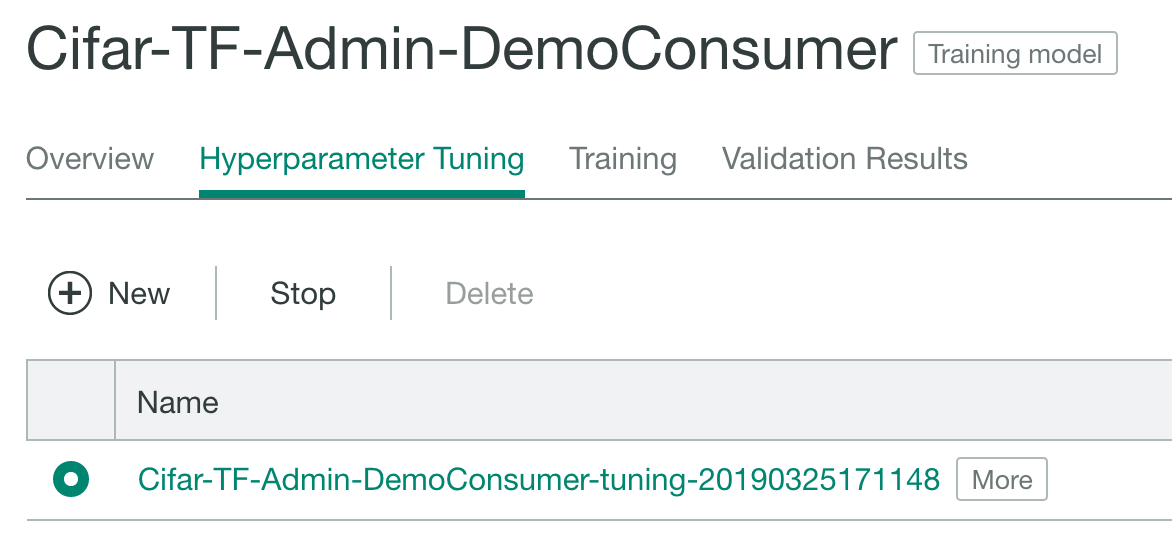 Cifar-TF-Admin-DemoConsumer Training model
Overview Hyperparameter Tuning Training Validation Results
New Stop Delete
Name
Cifar-TF-Admin-DemoConsumer-tuning-20190325171148 More